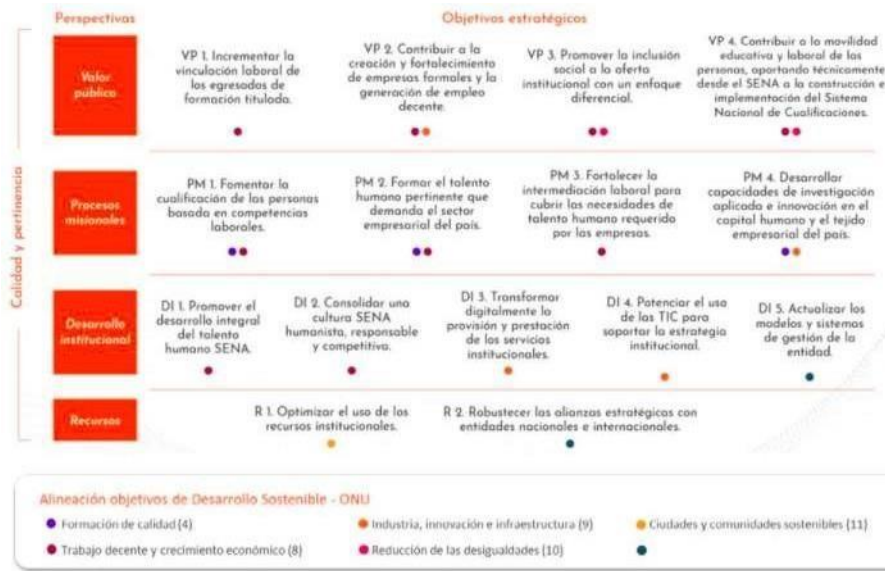 Perspectivas
Objetivos estratégicos
Calidad y pertinencia
Valor
público
VP 1. Incrementar la
vinculación laboral de
los egresados de
formación titulada.
VP 2. Contribuir a la
creación y fortalecimiento
de empresas formales y la
generación de empleo
decente.
VP 3. Promover la inclusión
social a la oferta
institucional con un enfoque
diferencial.
VP 4. Contribuir a la movilidad
educativa y laboral de las
personas, aportando técnicamente
desde el SENA a la construcción e
implementación del Sistema
Nacional de Cualificaciones.
Procesos
misionales
PM 1. Fomentar la
cualificación de las personas
basada en competencias
laborales.
PM 2. Formar el talento
humano pertinente que
demanda el sector
empresarial del país.
PM 3. Fortalecer la
intermediación laboral para
cubrir las necesidades de
talento humano requerido
por las empresas.
PM 4. Desarrollar
capacidades de investigación
aplicada e innovación en el
capital humano y el tejido
empresarial del país.
Desarrollo
institucional
DI 1. Promover el
desarrollo integral
del talento
humano SENA.
DI 2. Consolidar una
cultura SENA
humanista, responsable
y competitiva.
DI 3. Transformar
digitalmente la
provisión y prestación
de los servicios
institucionales.
DI 4. Potenciar el uso
de las TIC para
soportar la estrategia
institucional.
DI 5. Actualizar los
modelos y sistemas
de gestión de la
entidad.
Recursos
R 1. Optimizar el uso de los
recursos institucionales.
R 2. Robustecer las alianzas estratégicas con
entidades nacionales e internacionales.
Alineación objetivos de Desarrollo Sostenible - ONU
Formación de calidad (4)
Industria, innovación e infraestructura (9)
Ciudades y comunidades sostenibles (11)
Trabajo decente y crecimiento económico (8)
Reducción de las desigualdades (10)